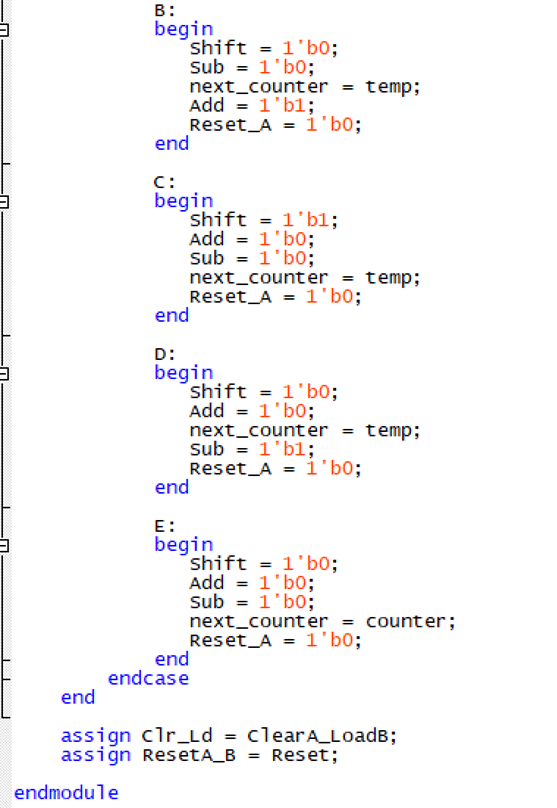 B:
begin
Shift = 1'b0;
Sub = 1'b0;
next_counter = temp;
Add = 1'b1;
Reset_A = 1'b0;
end
C:
begin
Shift = 1'b1;
Add = 1'b0;
Sub = 1'b0;
next_counter = temp;
Reset_A = 1'b0;
end
D:
begin
Shift = 1'b0;
Add = 1'b0;
next_counter = temp;
Sub = 1'b1;
Reset_A = 1'b0;
end
E:
begin
Shift = 1'b0;
Add = 1'b0;
Sub = 1'b0;
next_counter = counter;
Reset_A = 1'b0;
end
endcase
end
assign Clr_Ld = ClearA_LoadB;
assign ResetA_B = Reset;
endmodule